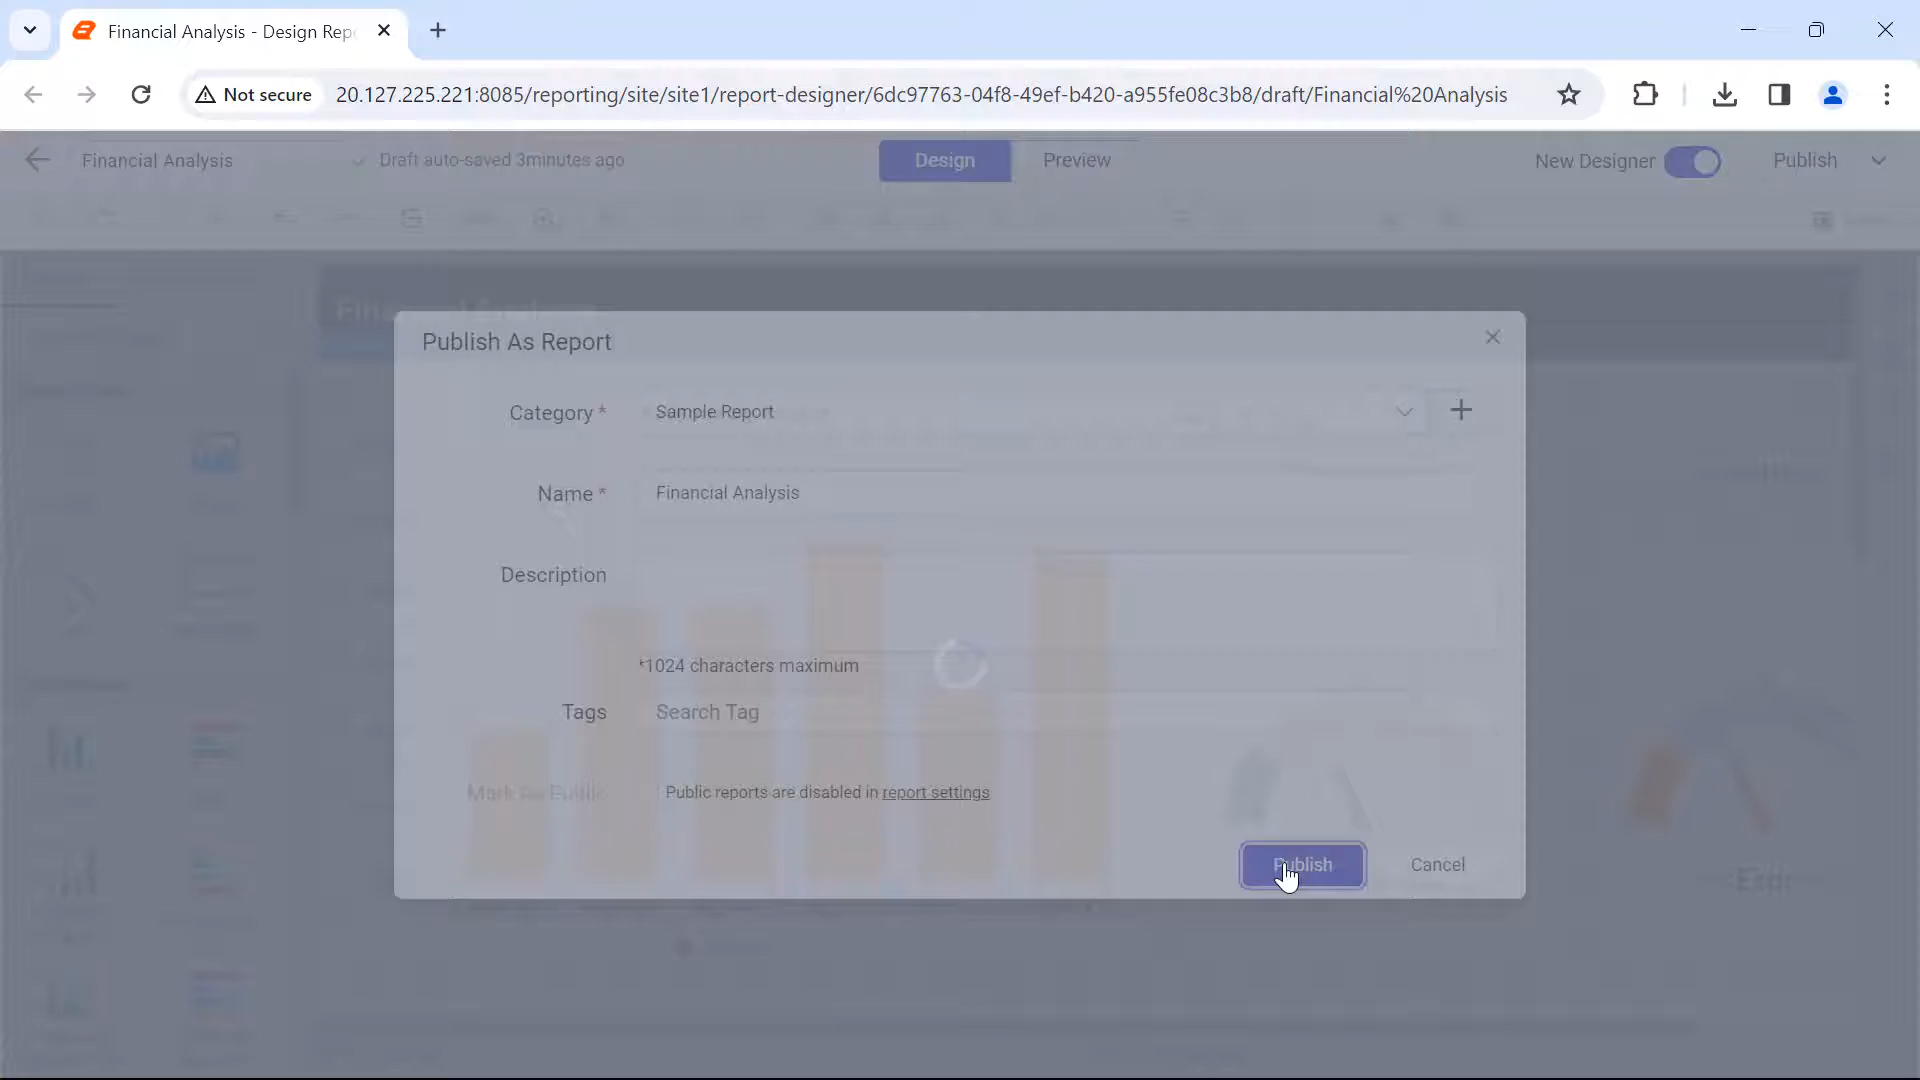 Financial Analysis - Design Rep
Not secure
20.127.225.221:8085/reporting/site/site1/report-designer/6dc97763-04f8-49ef-b420-a955fe08c3b8/draft/Financial%20Analysis
Financial Analysis
Draft auto-saved 3minutes ago
Design
Preview
New Designer
Publish
Publish As Report
Category *
Sample Report
Name *
Financial Analysis
Description
*1024 characters maximum
Tags
Search Tag
Mark As Public
Public reports are disabled in report settings
Publish
Cancel